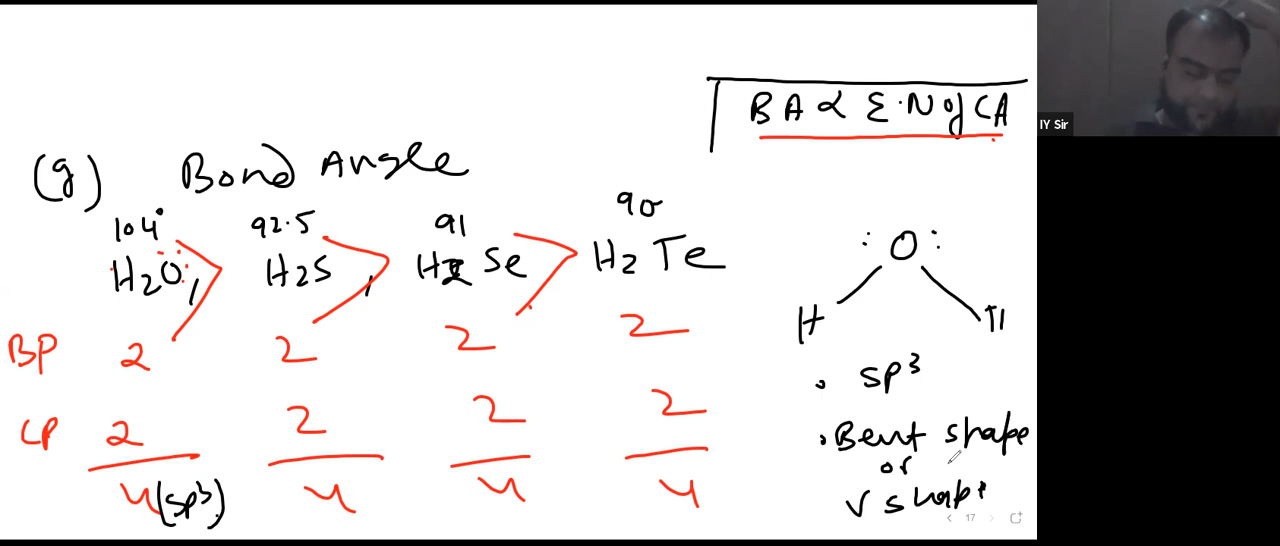 BA ∝ E.N of CA
IY Sir
(g) Bond Angle
104° 92.5 91 90
H2O, H2S, H2Se H2Te
BP 2 2 2 2
LP 2 2 2 2
4(sp3) 4 4 4
: O :
H H
• sp3
• Bent shape
or
V shape
17